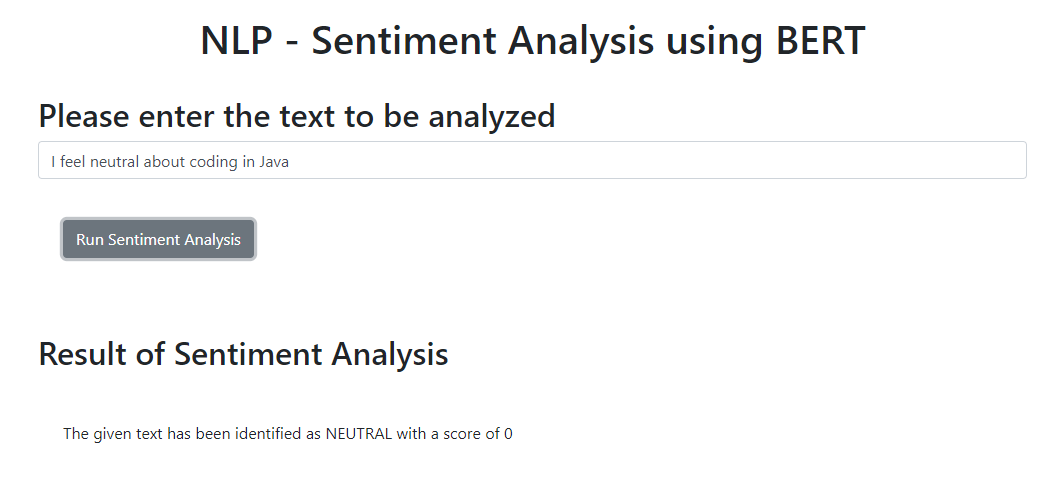 NLP - Sentiment Analysis using BERT
Please enter the text to be analyzed
I feel neutral about coding in Java
Run Sentiment Analysis
Result of Sentiment Analysis
The given text has been identified as NEUTRAL with a score of 0